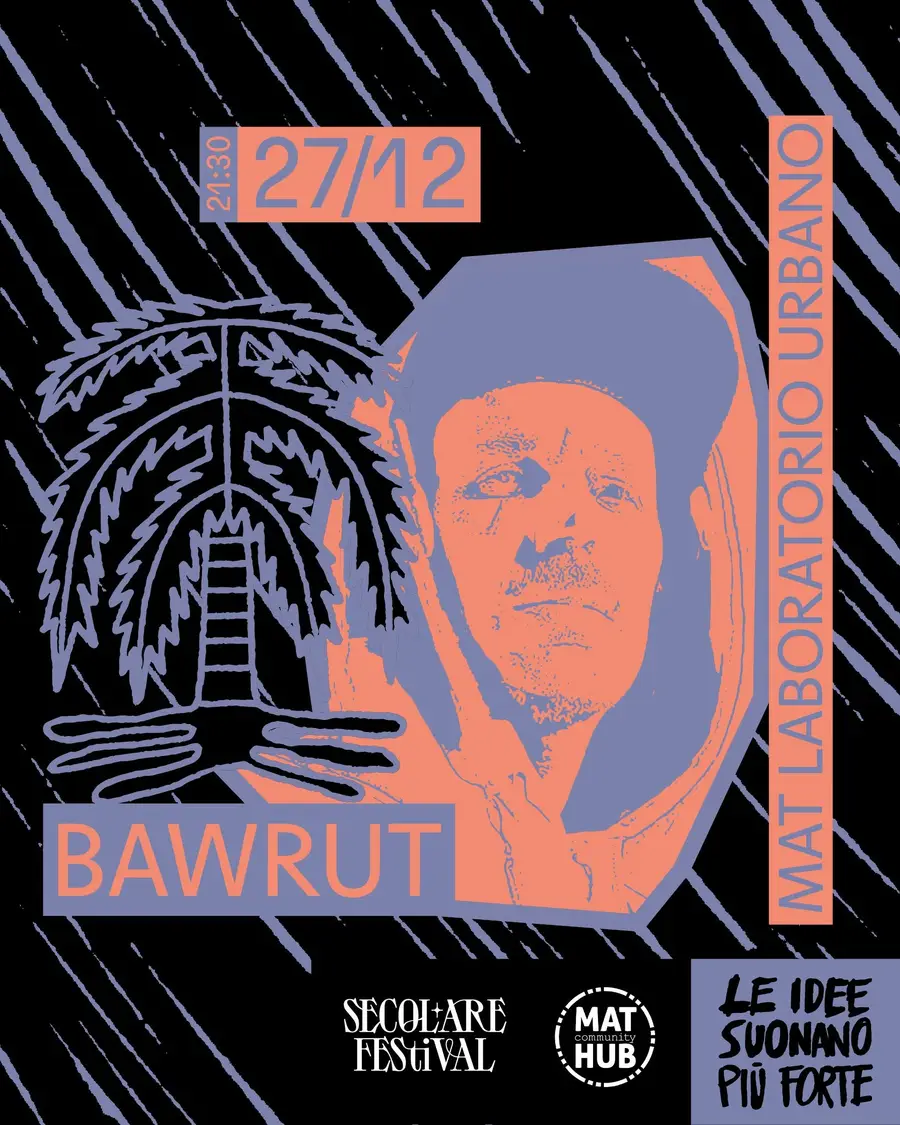 21:30
27/12
MAT LABORATORIO URBANO
BAWRUT
SECOLARE
FESTiVAL
MAT
community
HUB
LE IDEE
SUONANO
PIÙ FORTE